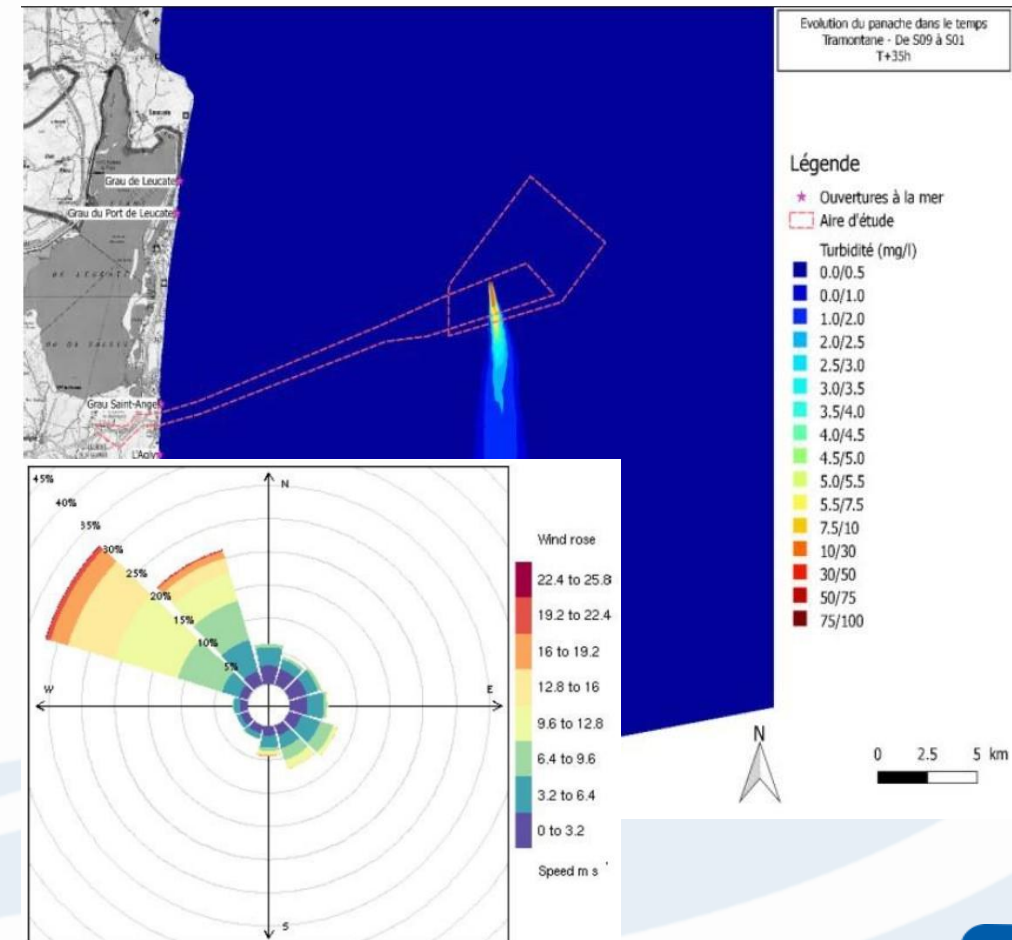 Evolution du panache dans le temps
Tramontane - De S09 à S01
T+35h
Légende
Ouvertures à la mer
Aire d'étude
Turbidité (mg/l)
0.0/0.5
0.0/1.0
1.0/2.0
2.0/2.5
2.5/3.0
3.0/3.5
3.5/4.0
4.0/4.5
4.5/5.0
5.0/5.5
5.5/7.5
7.5/10
10/30
30/50
50/75
75/100
N
0 2.5 5 km
Leucate
Grau de Leucate
Grau du Port de Leucate
Grau Saint-Ange
L'Agly
45%
40%
35%
30%
25%
20%
15%
10%
5%
N
W
E
S
Wind rose
22.4 to 25.8
19.2 to 22.4
16 to 19.2
12.8 to 16
9.6 to 12.8
6.4 to 9.6
3.2 to 6.4
0 to 3.2
Speed m s